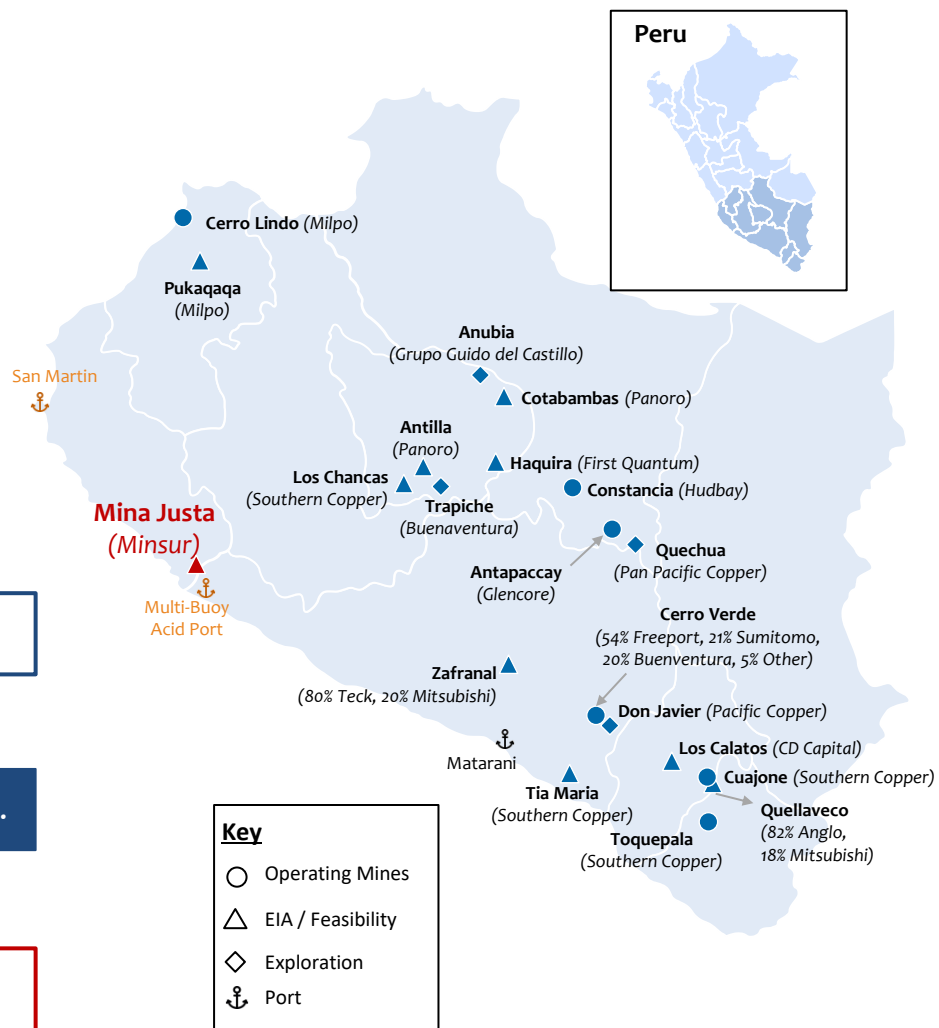 Peru
Cerro Lindo (Milpo)
Pukaqaqa
(Milpo)
Anubia
(Grupo Guido del Castillo)
San Martin
Cotabambas (Panoro)
Antilla
(Panoro)
Haquira (First Quantum)
Los Chancas
(Southern Copper)
Constancia (Hudbay)
Trapiche
(Buenaventura)
Mina Justa
(Minsur)
Quechua
(Pan Pacific Copper)
Antapaccay
(Glencore)
Multi-Buoy
Acid Port
Cerro Verde
(54% Freeport, 21% Sumitomo,
20% Buenventura, 5% Other)
Zafranal
(80% Teck, 20% Mitsubishi)
Don Javier (Pacific Copper)
Matarani
Los Calatos (CD Capital)
Cuajone (Southern Copper)
Tia Maria
(Southern Copper)
Quellaveco
(82% Anglo,
18% Mitsubishi)
Toquepala
(Southern Copper)
.
Key
Operating Mines
EIA / Feasibility
Exploration
Port